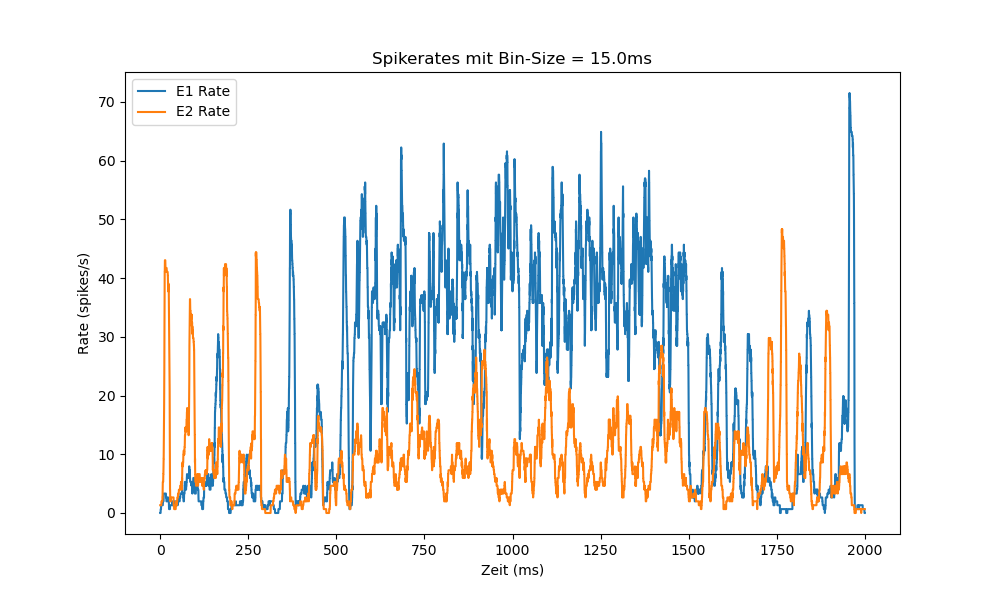 Spikerates mit Bin-Size = 15.0ms
E1 Rate
E2 Rate
70
60
50
40
30
20
10
0
Rate (spikes/s)
0 250 500 750 1000 1250 1500 1750 2000
Zeit (ms)